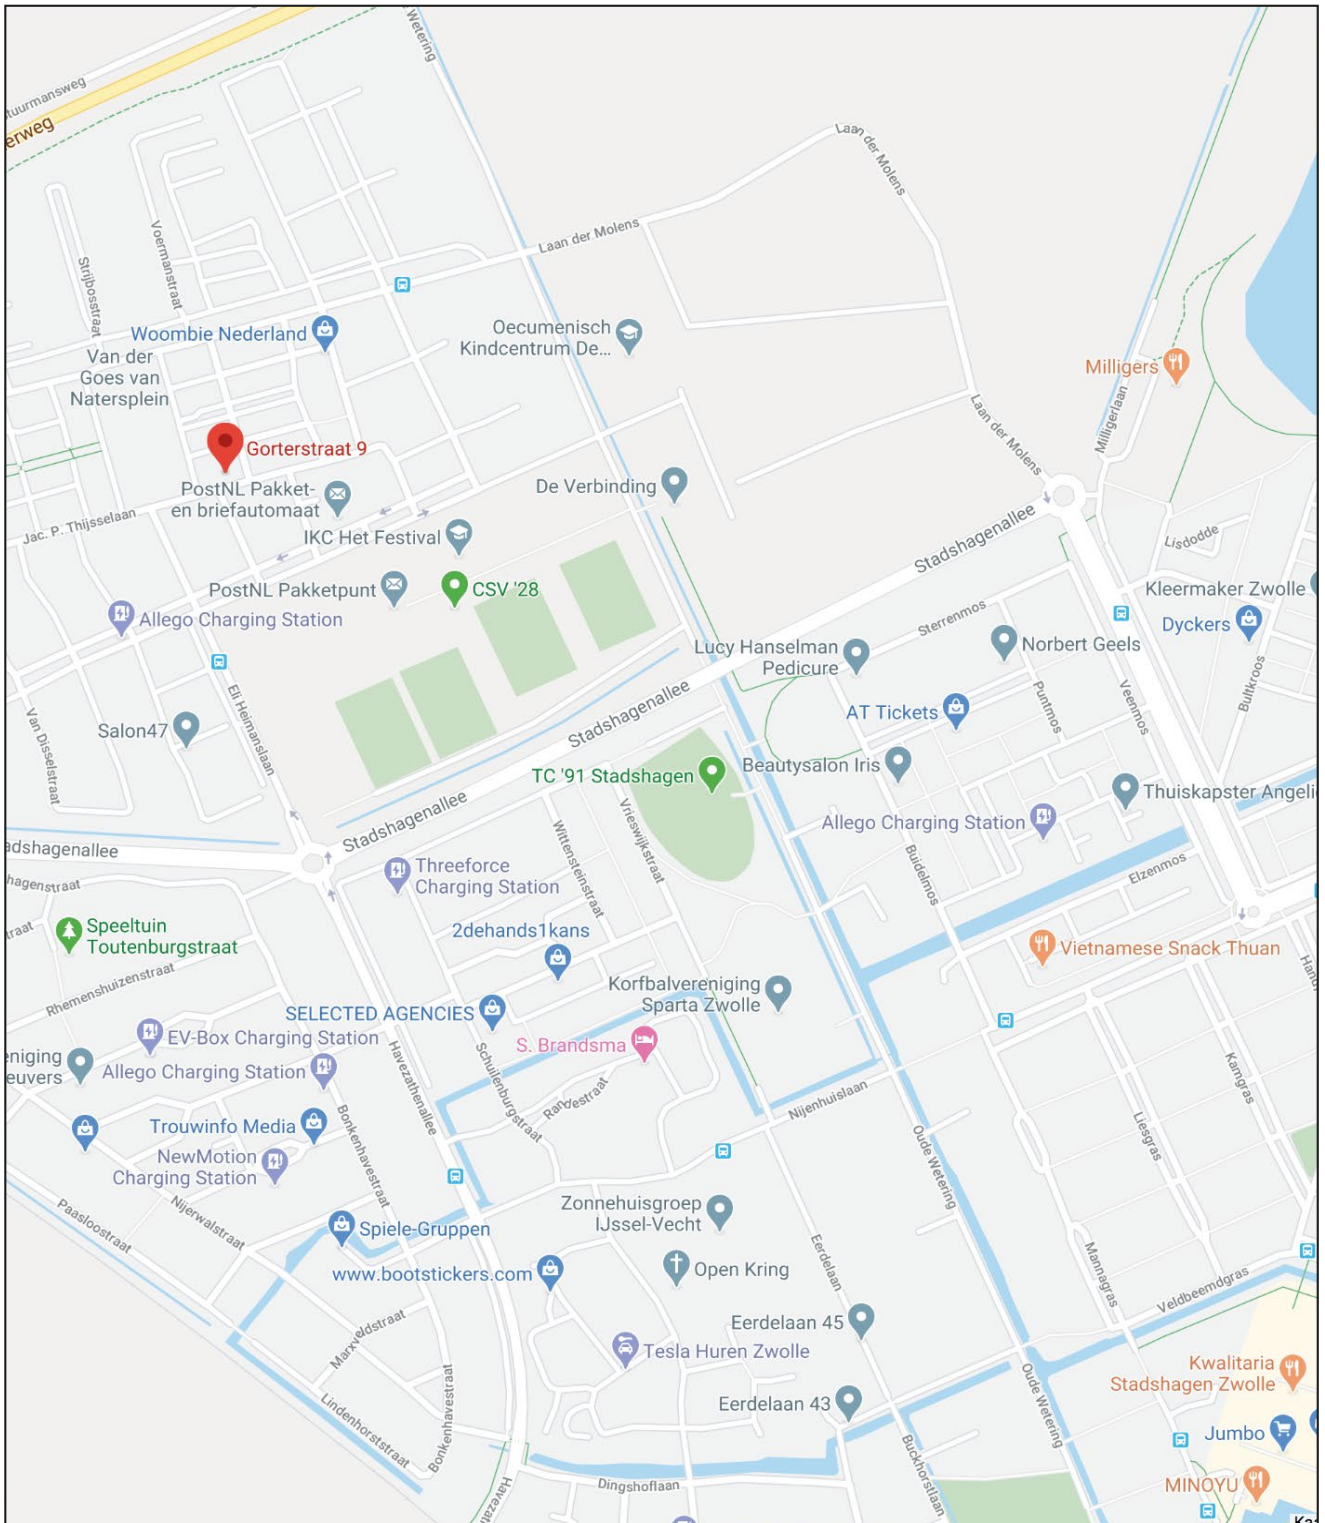 Wetering
tuurmansweg
erweg
Laan der Molens
Laan der Molens
Voermanstraat
Strijbosstraat
Woombie Nederland
Oecumenisch
Kindcentrum De...
Van der
Goes van
Natersplein
Milligers
Milligerlaan
Laan der Molens
Gorterstraat 9
PostNL Pakket-
en briefautomaat
De Verbinding
Jac. P. Thijsselaan
IKC Het Festival
Stadshagenallee
Lisdodde
PostNL Pakketpunt
CSV '28
Kleermaker Zwolle
Allego Charging Station
Sterrenmos
Dyckers
Lucy Hanselman
Pedicure
Norbert Geels
Eli Heimanslaan
Stadshagenallee
Puntmos
Veenmos
Bultkroos
Van Disselstraat
Salon47
AT Tickets
TC '91 Stadshagen
Beautysalon Iris
Thuiskapster Angeli
Stadshagenallee
Wittensteinstraat
Vrieswijkstraat
Allego Charging Station
adshagenallee
Buidelmos
Elzenmos
hagenstraat
Threeforce
Charging Station
raat
Speeltuin
Toutenburgstraat
2dehands1kans
Vietnamese Snack Thuan
Rhemenshuizenstraat
Korfbalvereniging
Sparta Zwolle
SELECTED AGENCIES
EV-Box Charging Station
S. Brandsma
eniging
euvers
Allego Charging Station
Havezathenallee
Schuilenburgstraat
Kamgras
Nijenhuislaan
Trouwinfo Media
Bonkenhavestraat
Liesgras
NewMotion
Charging Station
Oude Wetering
Paasloostraat
Nijerwalstraat
Zonnehuisgroep
IJssel-Vecht
Spiele-Gruppen
Eerdelaan
Mannagras
www.bootstickers.com
Open Kring
Veldbeemdgras
Marxveldstraat
Eerdelaan 45
Tesla Huren Zwolle
Kwalitaria
Stadshagen Zwolle
Lindenhorststraat
Bonkenhavestraat
Eerdelaan 43
Oude Wetering
Jumbo
Buckhorstlaan
Dingshoflaan
Havezat
MINOYU